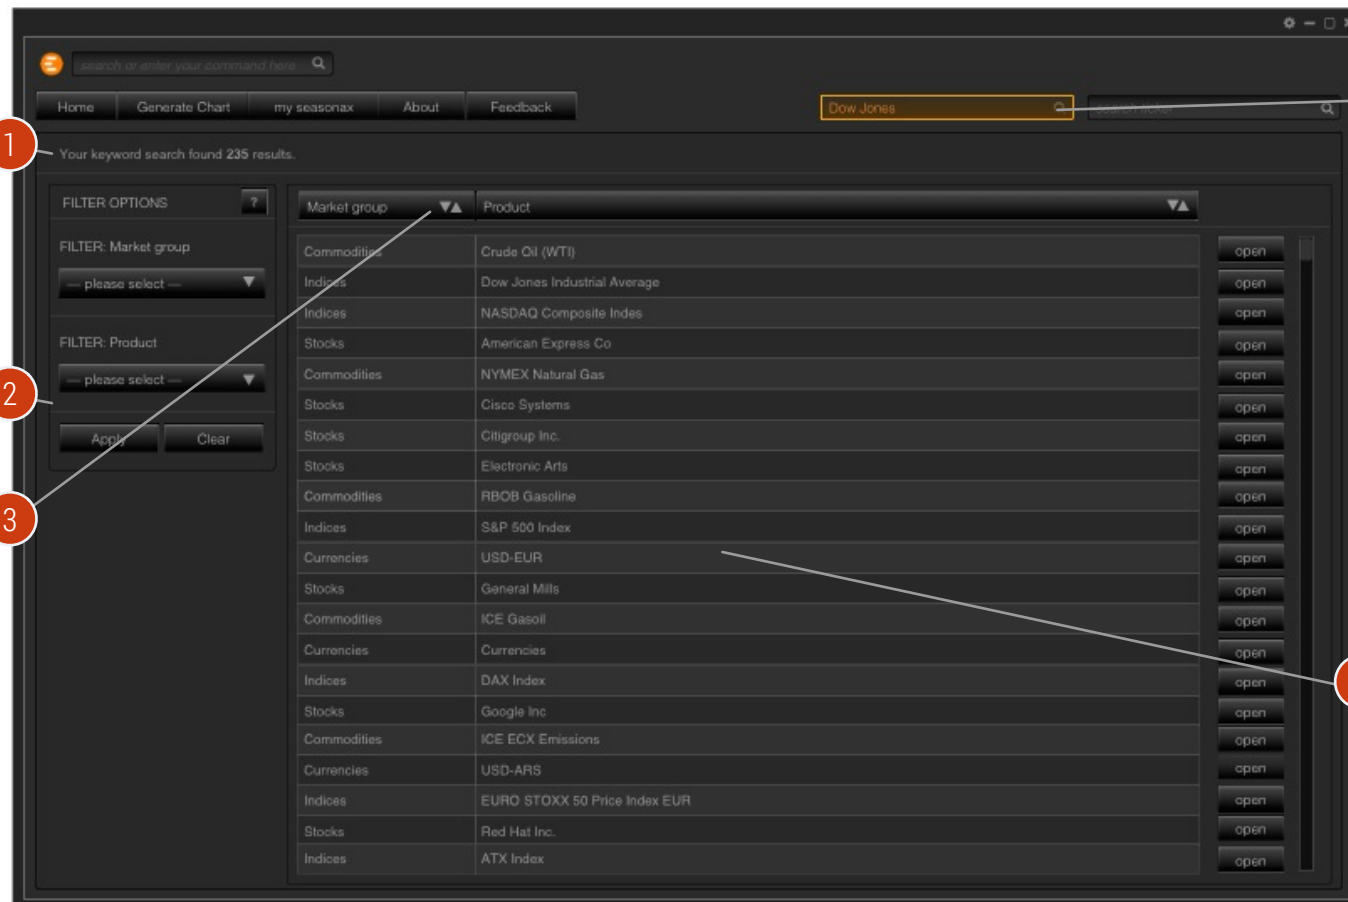 search or enter your command here
Home Generate Chart my seasonax About Feedback Dow Jones search ticker
1 Your keyword search found 235 results.
FILTER OPTIONS ? Market group Product
FILTER: Market group
— please select —
FILTER: Product
— please select —
Apply Clear
2
3
Commodities Crude Oil (WTI) open
Indices Dow Jones Industrial Average open
Indices NASDAQ Composite Indes open
Stocks American Express Co open
Commodities NYMEX Natural Gas open
Stocks Cisco Systems open
Stocks Citigroup Inc. open
Stocks Electronic Arts open
Commodities RBOB Gasoline open
Indices S&P 500 Index open
Currencies USD-EUR open
Stocks General Mills open
Commodities ICE Gasoil open
Currencies Currencies open
Indices DAX Index open
Stocks Google Inc open
Commodities ICE ECX Emissions open
Currencies USD-ARS open
Indices EURO STOXX 50 Price Index EUR open
Stocks Red Hat Inc. open
Indices ATX Index open